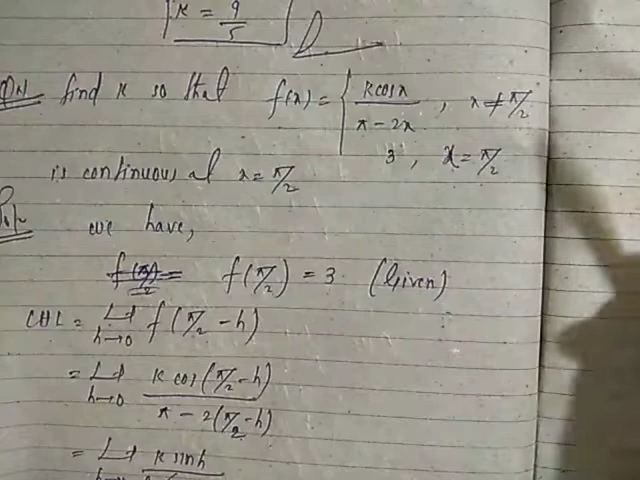 k = 9/5
find k so that f(x) = { k cos x / π - 2x , x ≠ π/2
3 , x = π/2
is continuous at x = π/2
we have,
f(π/2) = 3 (Given)
LHL = Lt h→0 f(π/2 - h)
= Lt h→0 k cos(π/2 - h) / π - 2(π/2 - h)
= Lt k sin h